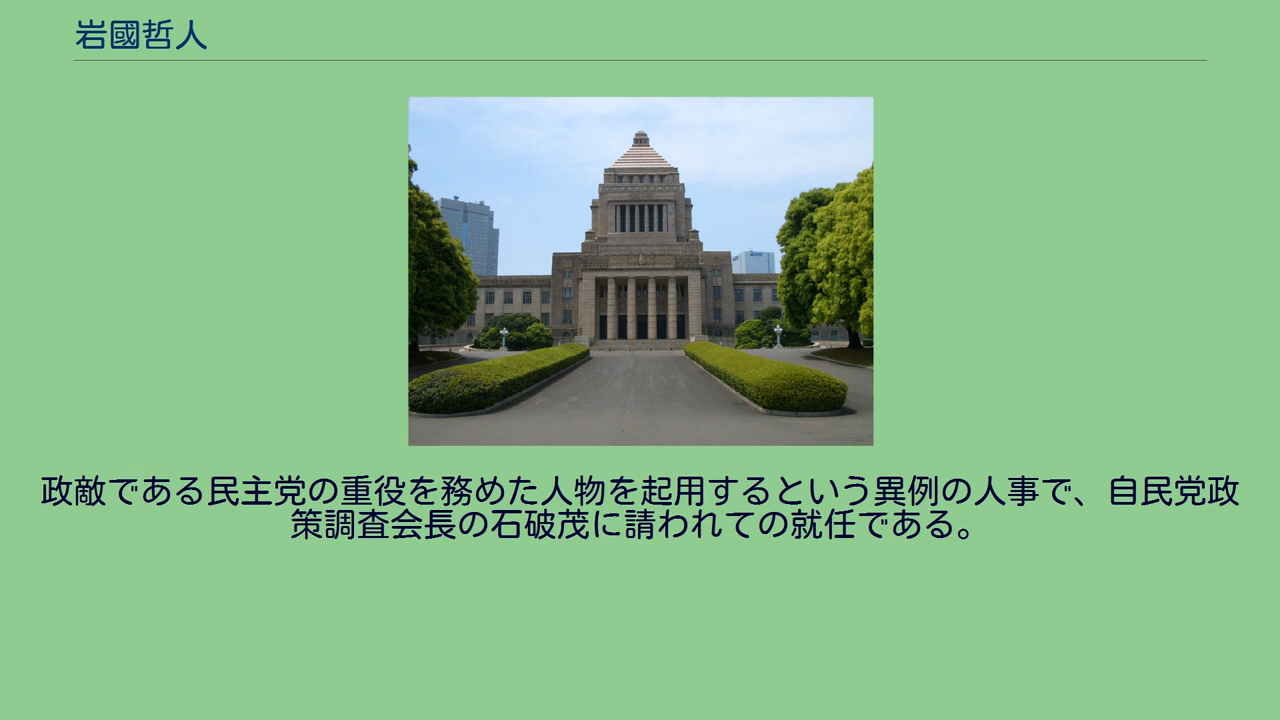 岩國哲人
政敵である民主党の重役を務めた人物を起用するという異例の人事で、自民党政
策調査会長の石破茂に請われての就任である。